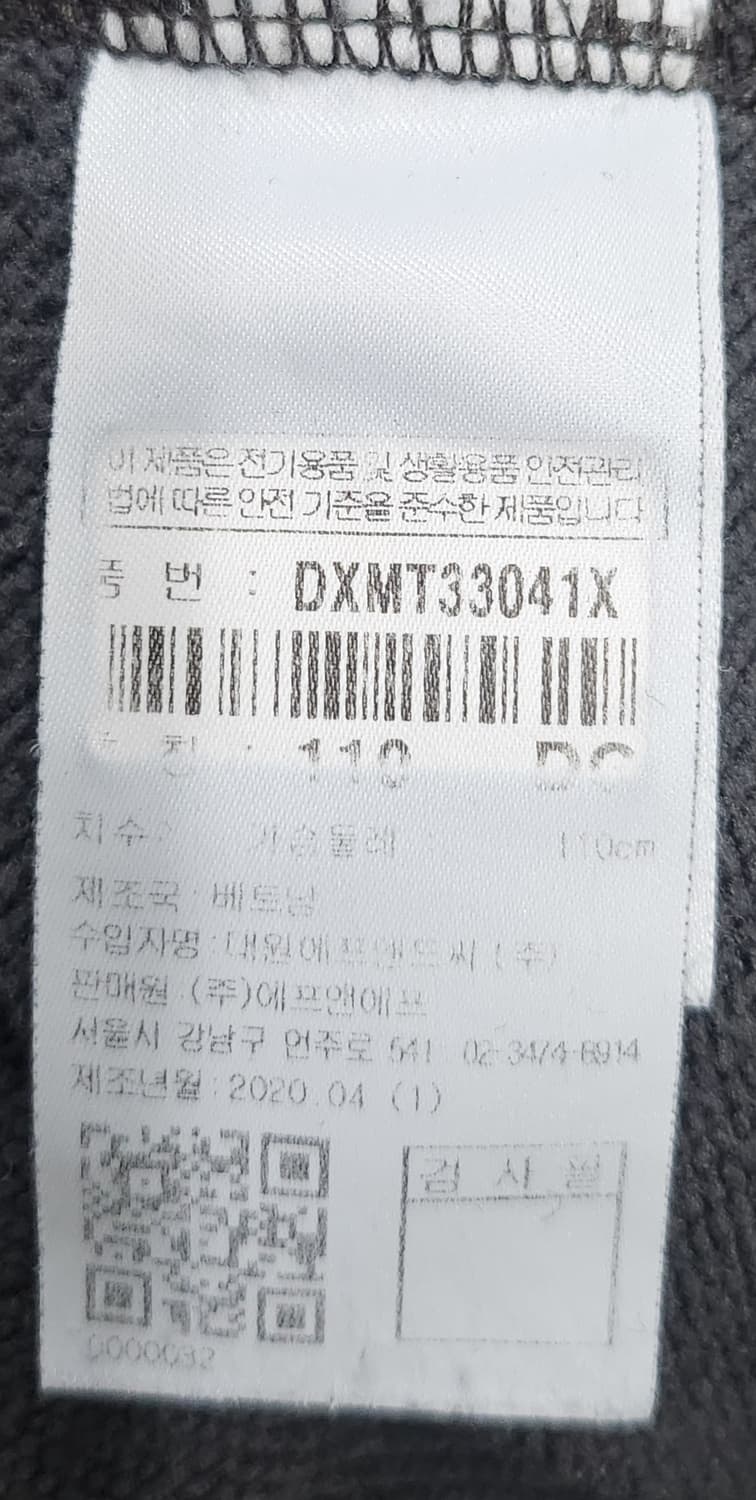 이 제품은 전기용품 및 생활용품 안전관리
법에 따른 안전 기준을 준수한 제품입니다
품 번 : DXMT33041X
호 칭 : 110
치수: 가슴둘레 : 110cm
제조국 : 베트남
수입자명 : 대원에프앤드씨 (주)
판매원 : (주)에프앤에프
서울시 강남구 언주로 541 02-3474-6914
제조년월 : 2020.04 (1)
검 사 필
0000032